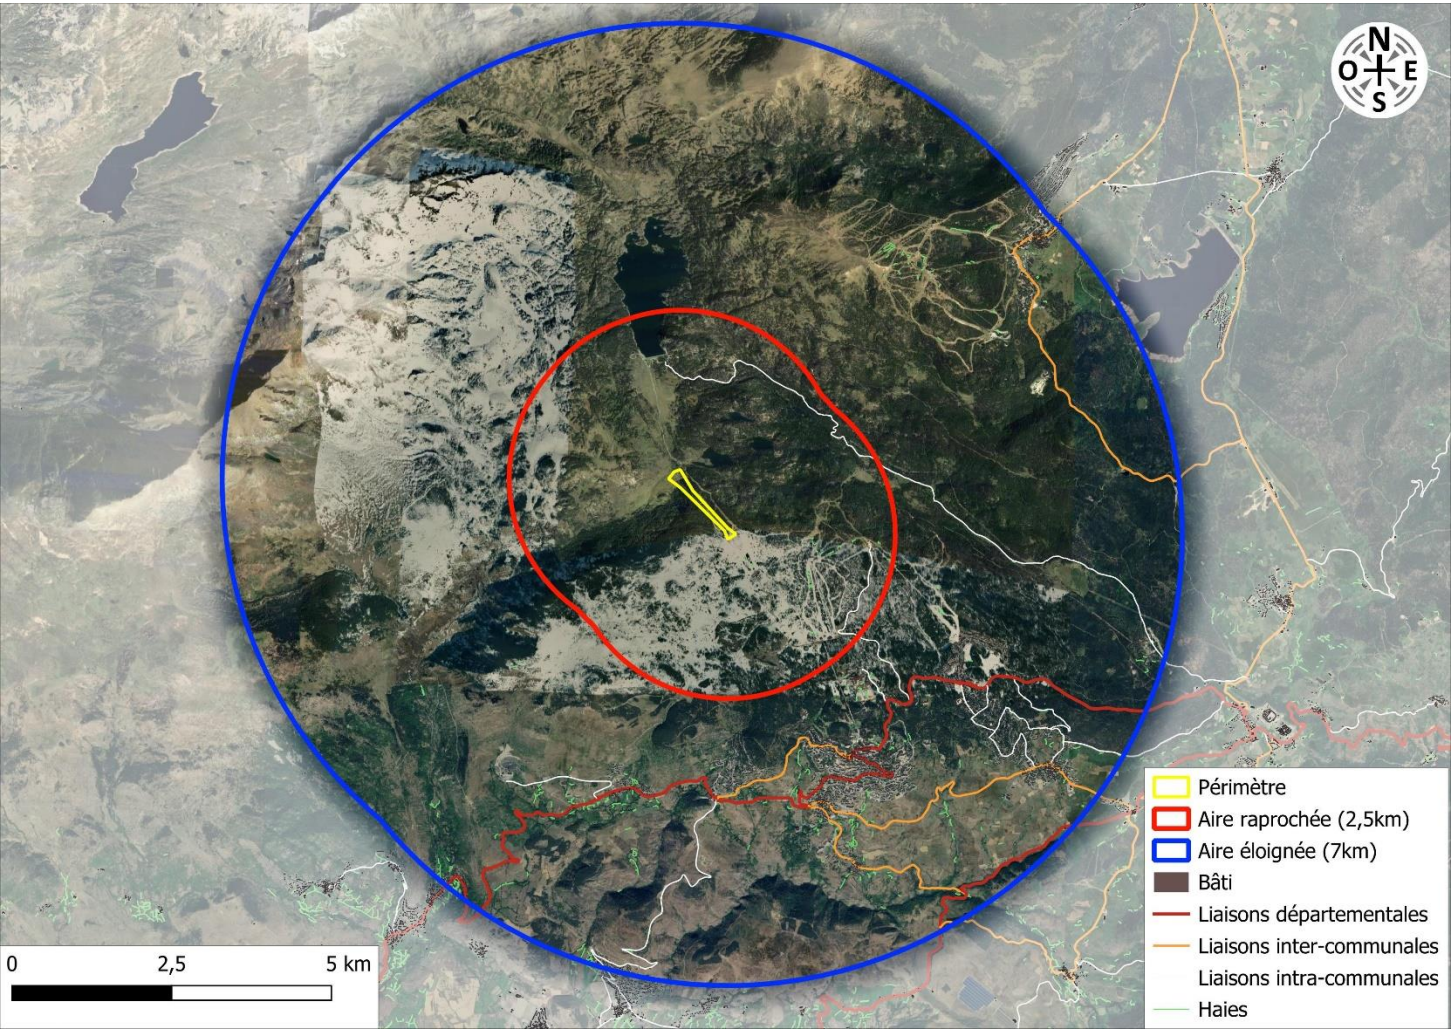 N
O E
S
Périmètre
Aire raprochée (2,5km)
Aire éloignée (7km)
Bâti
Liaisons départementales
Liaisons inter-communales
Liaisons intra-communales
Haies
0 2,5 5 km